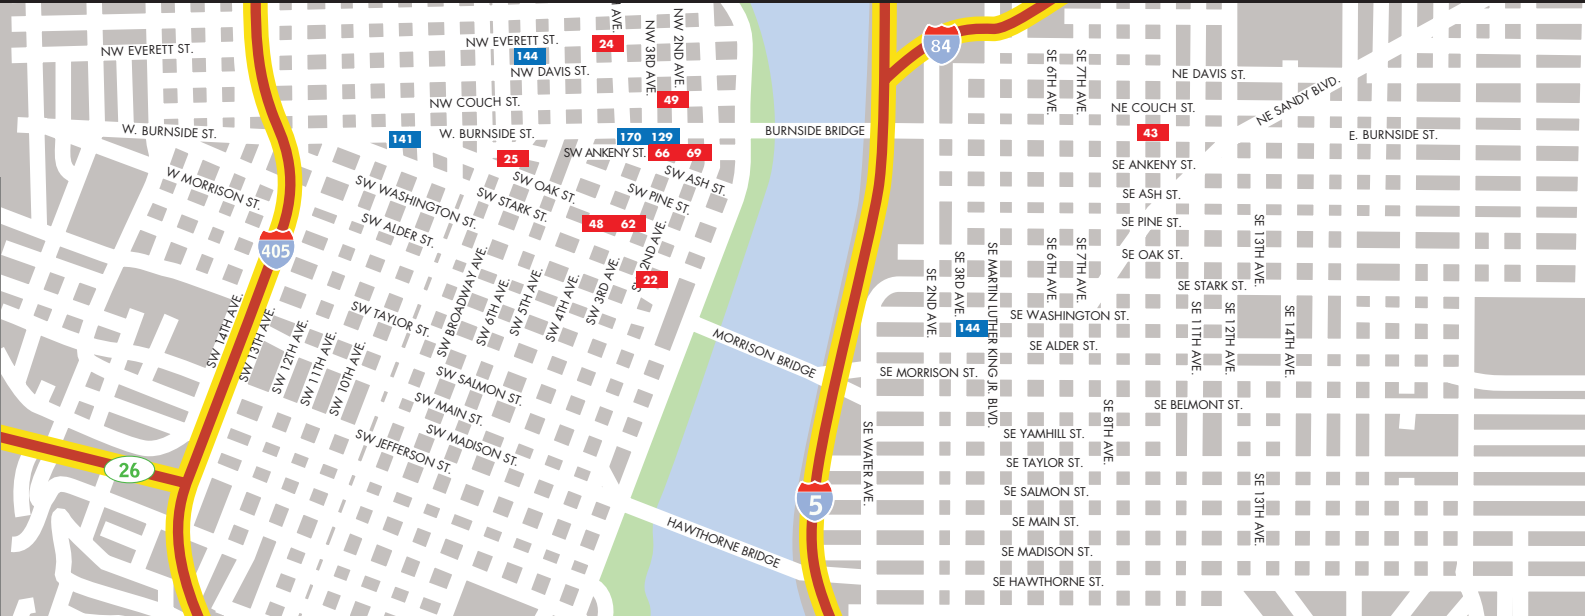 AVE.
NW 3RD AVE.
NW 2ND AVE.
NW EVERETT ST.
NW EVERETT ST.
24
144
NW DAVIS ST.
49
NW COUCH ST.
W. BURNSIDE ST.
141
W. BURNSIDE ST.
170 129
BURNSIDE BRIDGE
25
SW ANKENY ST.
66 69
W MORRISON ST.
SW WASHINGTON ST.
SW OAK ST.
SW STARK ST.
SW ASH ST.
SW PINE ST.
SW ALDER ST.
48 62
405
22
2ND AVE.
SW 14TH AVE.
SW 13TH AVE.
SW 12TH AVE.
SW 11TH AVE.
SW 10TH AVE.
SW TAYLOR ST.
SW BROADWAY AVE.
SW 6TH AVE.
SW 5TH AVE.
SW 4TH AVE.
SW 3RD AVE.
MORRISON BRIDGE
SW SALMON ST.
SW MAIN ST.
SW MADISON ST.
SW JEFFERSON ST.
26
HAWTHORNE BRIDGE
5
84
SE 6TH AVE.
SE 7TH AVE.
NE DAVIS ST.
NE SANDY BLVD.
NE COUCH ST.
43
E. BURNSIDE ST.
SE ANKENY ST.
SE ASH ST.
SE PINE ST.
SE 13TH AVE.
SE OAK ST.
SE 2ND AVE.
SE 3RD AVE.
SE MARTIN LUTHER KING JR. BLVD.
SE 6TH AVE.
SE 7TH AVE.
SE STARK ST.
SE WASHINGTON ST.
144
SE 11TH AVE.
SE 12TH AVE.
SE 14TH AVE.
SE ALDER ST.
SE MORRISON ST.
SE BELMONT ST.
SE 8TH AVE.
SE WATER AVE.
SE YAMHILL ST.
SE TAYLOR ST.
SE SALMON ST.
SE 13TH AVE.
SE MAIN ST.
SE MADISON ST.
SE HAWTHORNE ST.